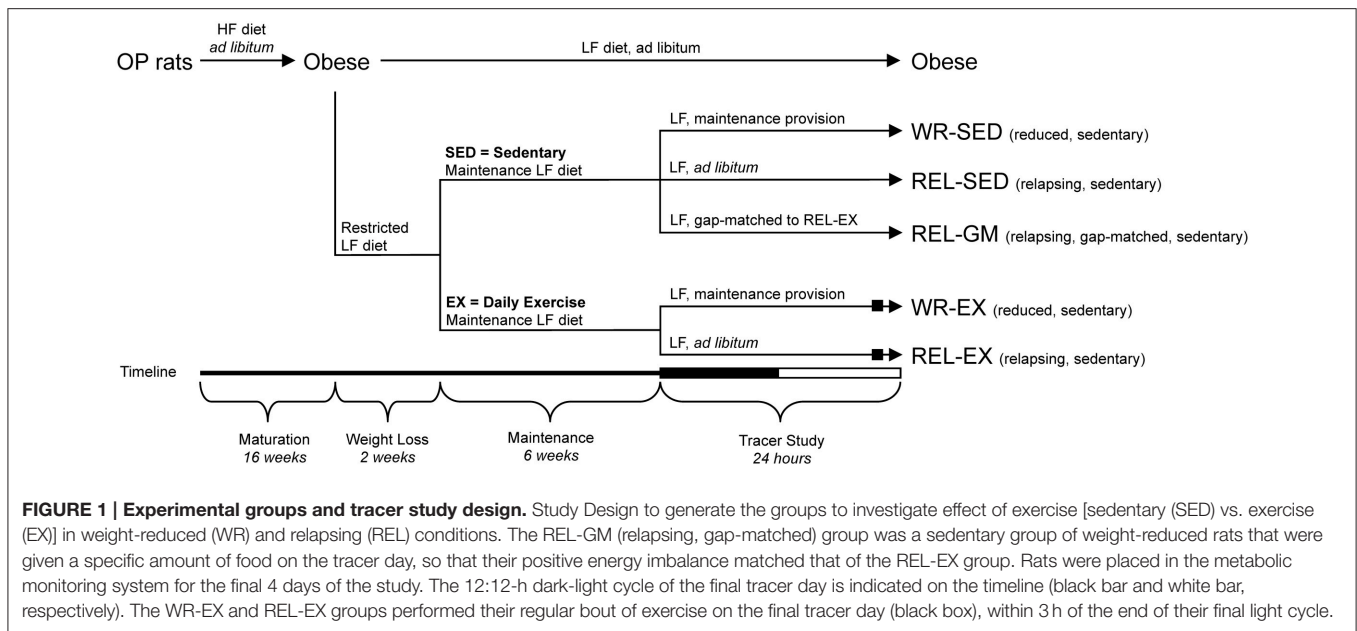 HF diet
ad libitum
OP rats
Obese
LF diet, ad libitum
Obese
LF, maintenance provision
WR-SED (reduced, sedentary)
SED = Sedentary
Maintenance LF diet
LF, ad libitum
REL-SED (relapsing, sedentary)
Restricted
LF diet
LF, gap-matched to REL-EX
REL-GM (relapsing, gap-matched, sedentary)
EX = Daily Exercise
Maintenance LF diet
LF, maintenance provision
WR-EX (reduced, sedentary)
LF, ad libitum
REL-EX (relapsing, sedentary)
Timeline
Maturation
16 weeks
Weight Loss
2 weeks
Maintenance
6 weeks
Tracer Study
24 hours
FIGURE 1 | Experimental groups and tracer study design. Study Design to generate the groups to investigate effect of exercise [sedentary (SED) vs. exercise
(EX)] in weight-reduced (WR) and relapsing (REL) conditions. The REL-GM (relapsing, gap-matched) group was a sedentary group of weight-reduced rats that were
given a specific amount of food on the tracer day, so that their positive energy imbalance matched that of the REL-EX group. Rats were placed in the metabolic
monitoring system for the final 4 days of the study. The 12:12-h dark-light cycle of the final tracer day is indicated on the timeline (black bar and white bar,
respectively). The WR-EX and REL-EX groups performed their regular bout of exercise on the final tracer day (black box), within 3 h of the end of their final light cycle.